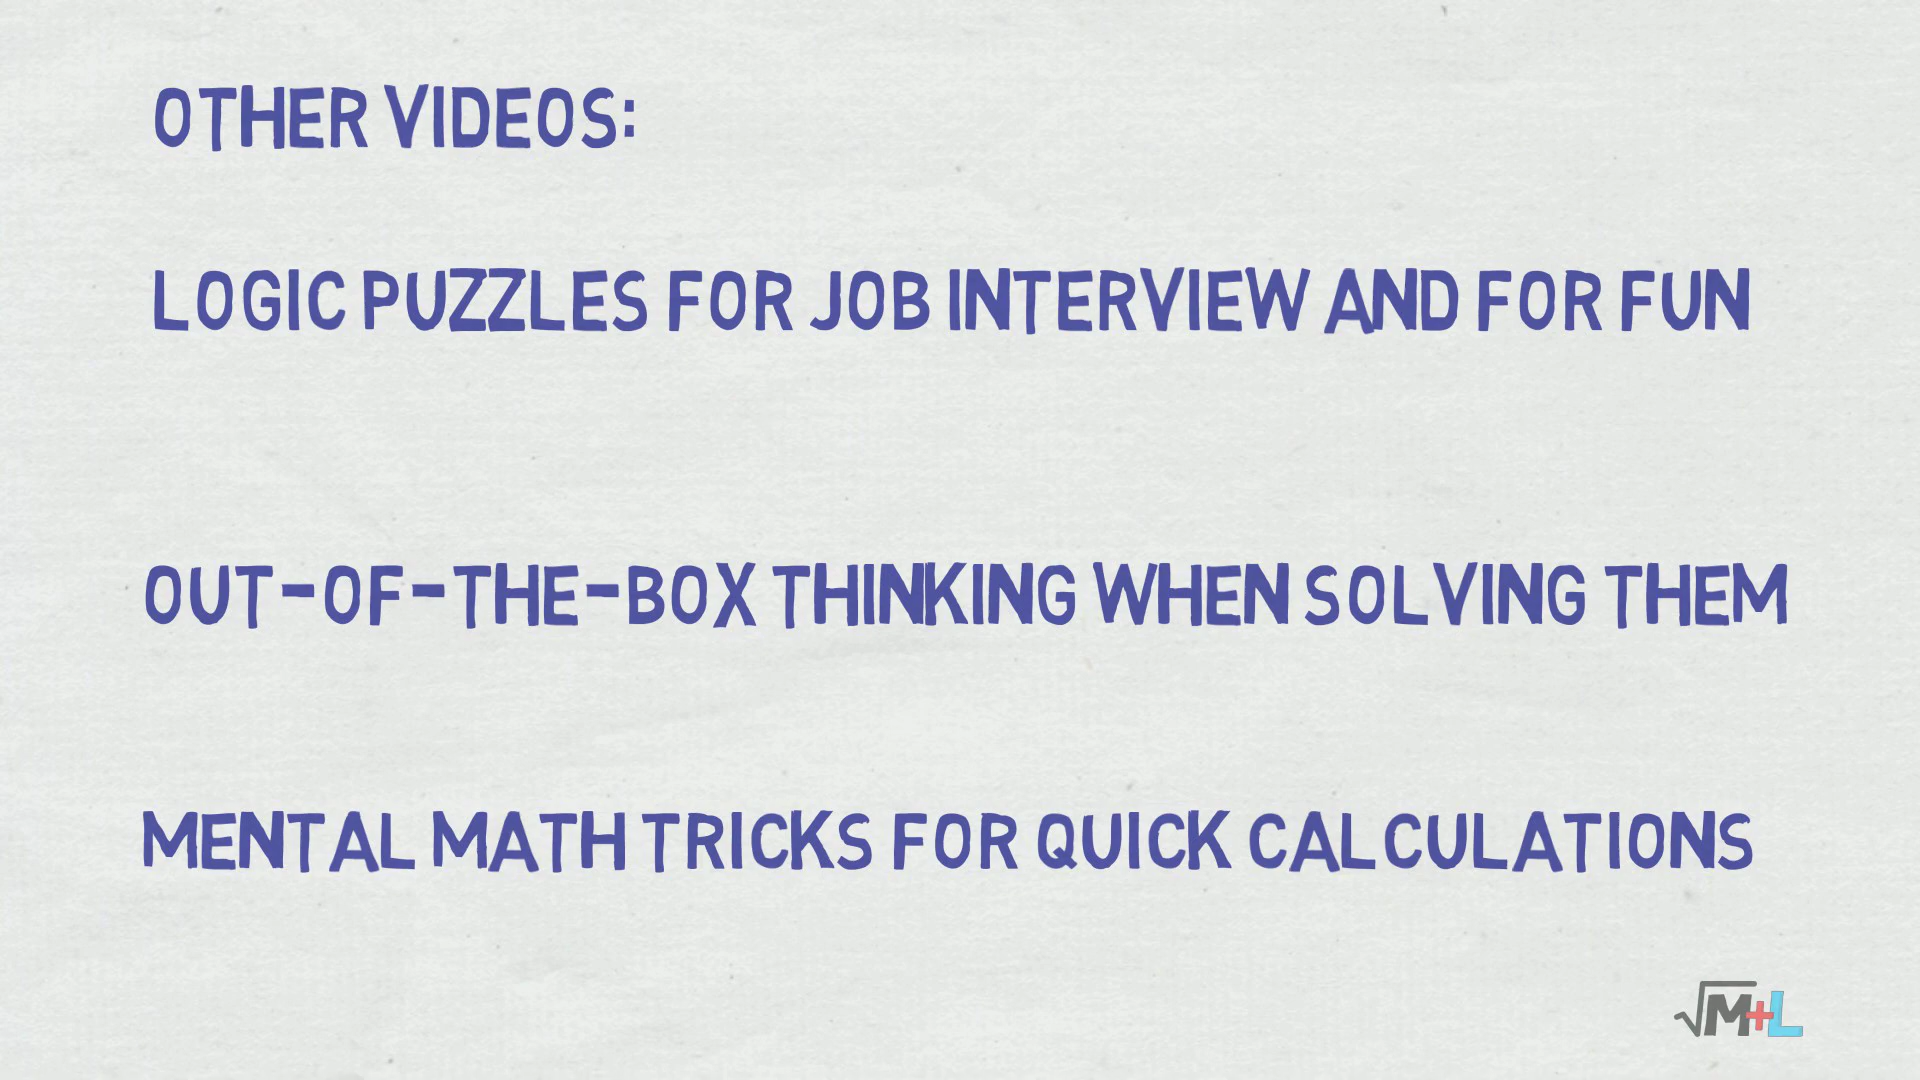 OTHER VIDEOS:
LOGIC PUZZLES FOR JOB INTERVIEW AND FOR FUN
OUT-OF-THE-BOX THINKING WHEN SOLVING THEM
MENTAL MATH TRICKS FOR QUICK CALCULATIONS
√M+L